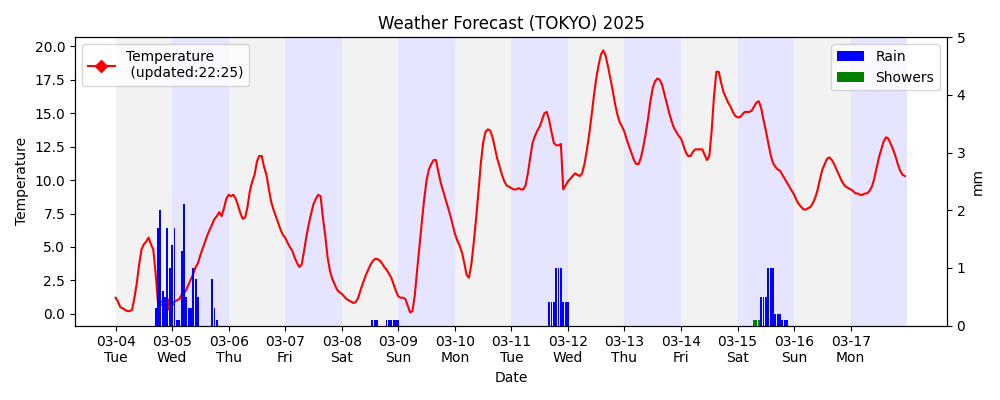 Weather Forecast (TOKYO) 2025
Temperature
(updated:22:25)
Rain
Showers
Temperature
20.0
17.5
15.0
12.5
10.0
7.5
5.0
2.5
0.0
5
4
3
2
1
0
mm
03-04 03-05 03-06 03-07 03-08 03-09 03-10 03-11 03-12 03-13 03-14 03-15 03-16 03-17
Tue Wed Thu Fri Sat Sun Mon Tue Wed Thu Fri Sat Sun Mon
Date